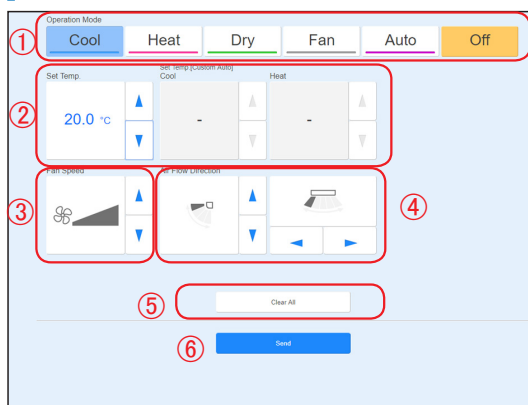 Operation Mode
① Cool Heat Dry Fan Auto Off
Set Temp. Set Temp.[Custom Auto]
Cool Heat
② 20.0 °C - -
Fan Speed Air Flow Direction
③ ④
⑤ Clear All
⑥ Send